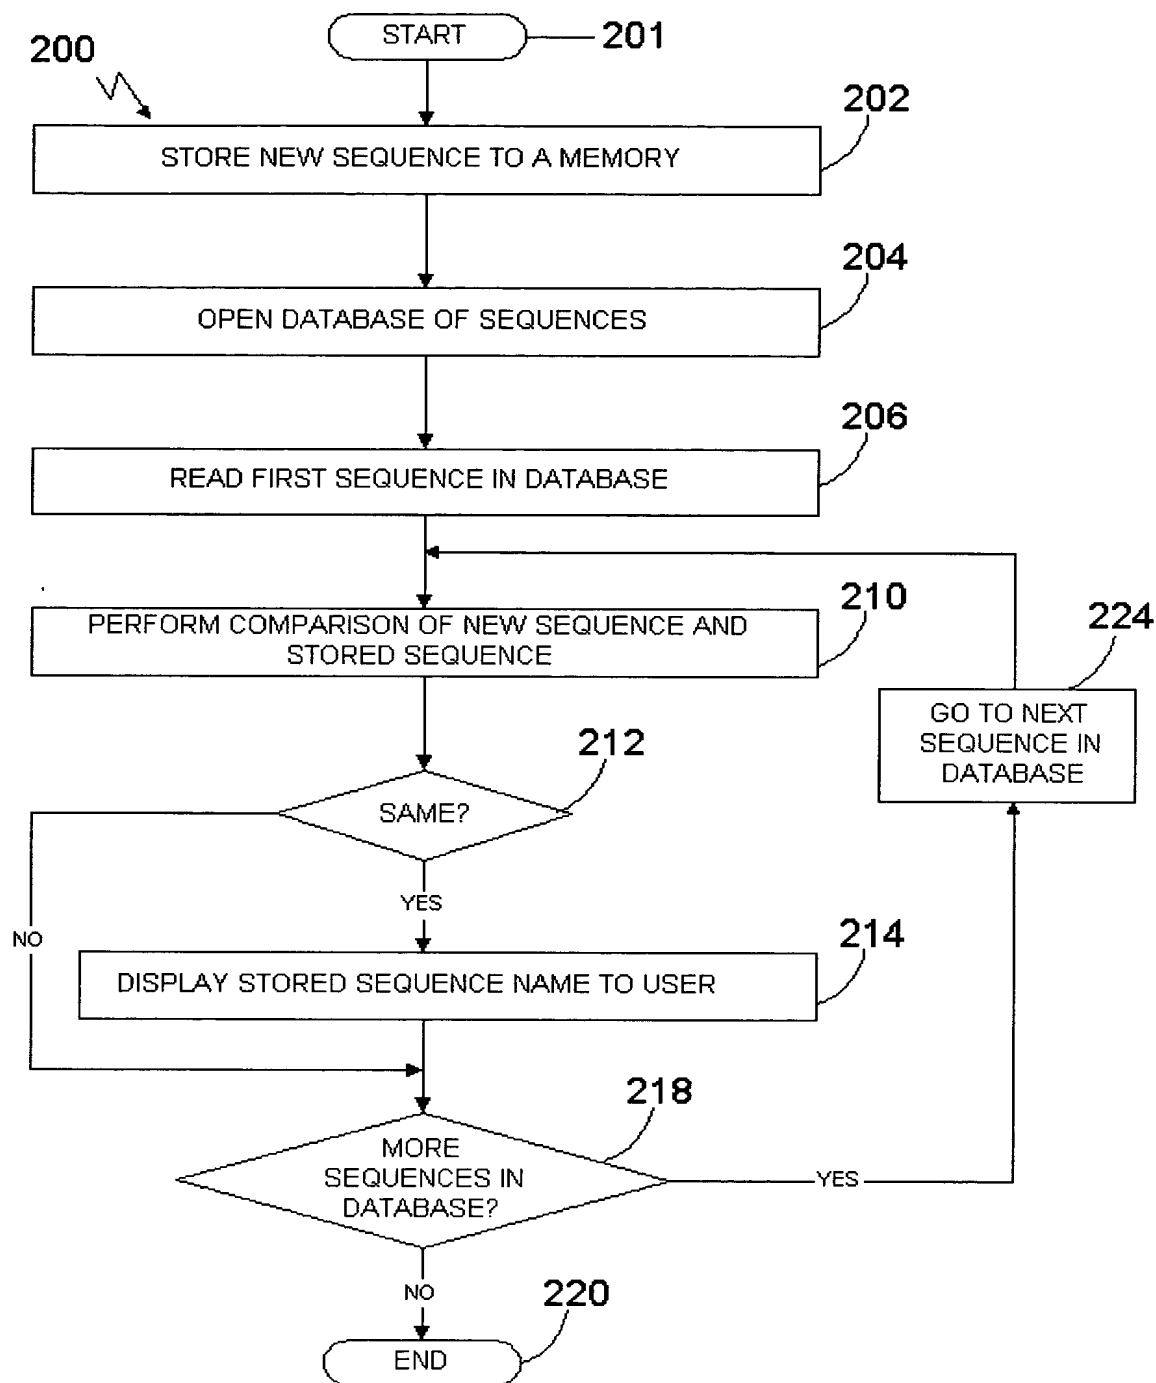 START
201
200
202
STORE NEW SEQUENCE TO A MEMORY
204
OPEN DATABASE OF SEQUENCES
206
READ FIRST SEQUENCE IN DATABASE
210
PERFORM COMPARISON OF NEW SEQUENCE AND
STORED SEQUENCE
224
GO TO NEXT
SEQUENCE IN
DATABASE
212
SAME?
YES
NO
214
DISPLAY STORED SEQUENCE NAME TO USER
218
MORE
SEQUENCES IN
DATABASE?
YES
NO
220
END